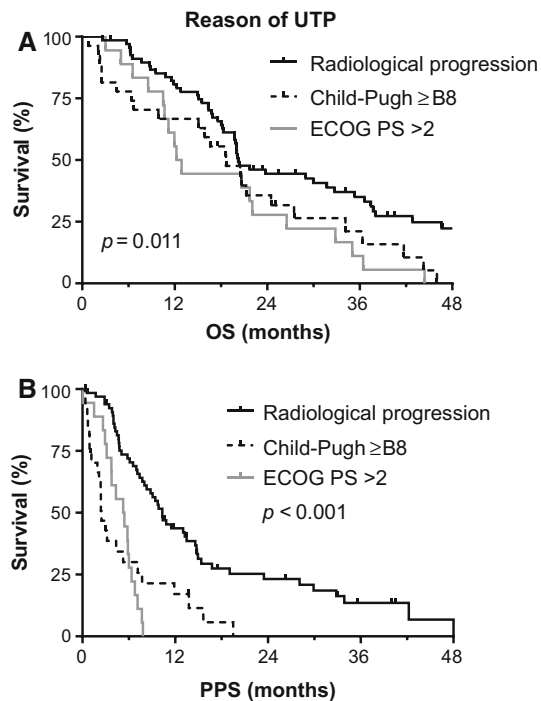 Reason of UTP
A
Survival (%)
100
75
50
25
0
Radiological progression
Child-Pugh ≥B8
ECOG PS >2
p = 0.011
0 12 24 36 48
OS (months)
B
Survival (%)
100
75
50
25
0
Radiological progression
Child-Pugh ≥B8
ECOG PS >2
p < 0.001
0 12 24 36 48
PPS (months)